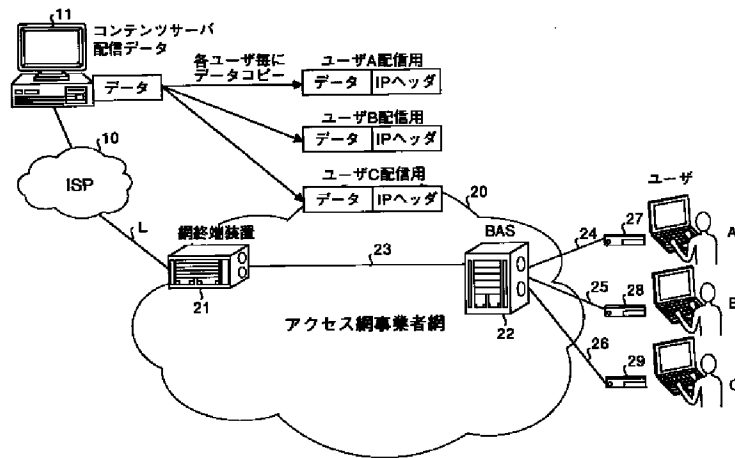 11
コンテンツサーバ
配信データ
データ
各ユーザ毎に
データコピー
ユーザA配信用
データ IPヘッダ
ユーザB配信用
データ IPヘッダ
ユーザC配信用
データ IPヘッダ
10
ISP
L
網終端装置
21
23
20
BAS
22
アクセス網事業者網
ユーザ
24
27
A
25
28
B
26
29
C